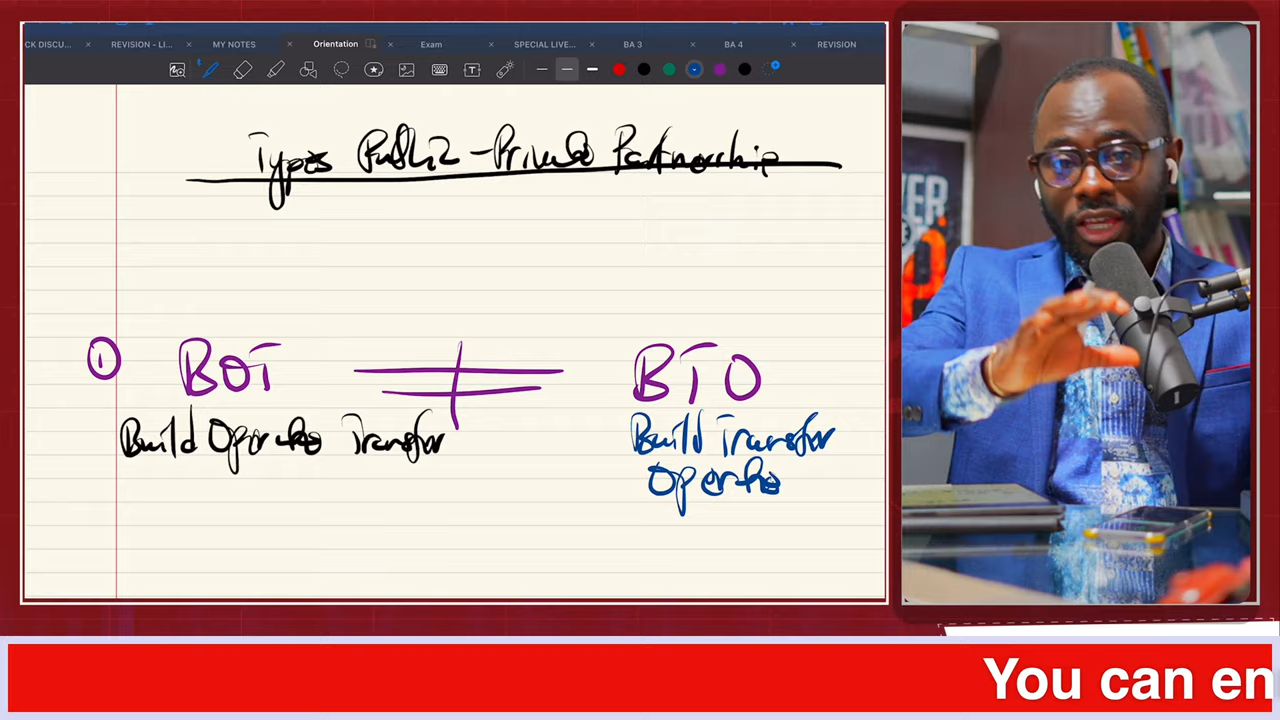 CK DISCU... REVISION - LI... MY NOTES Orientation Exam SPECIAL LIVE... BA 3 BA 4 REVISION
Types Public-Private Partnership
① BOT ≠ BTO
Build Operate Transfer
Build Transfer
Operate
KER
You can en